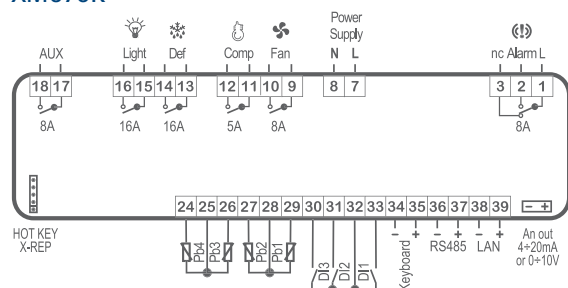 Power
Supply
AUX Light Def Comp Fan N L nc Alarm L
18 17 16 15 14 13 12 11 10 9 8 7 3 2 1
8A 16A 16A 5A 8A 8A
24 25 26 27 28 29 30 31 32 33 34 35 36 37 38 39 - +
HOT KEY
X-REP
Pb4 Pb3 Pb2 Pb1 DI3 DI2 DI1
- + Keyboard
- + RS485
- + LAN
An out
4÷20mA
or 0÷10V